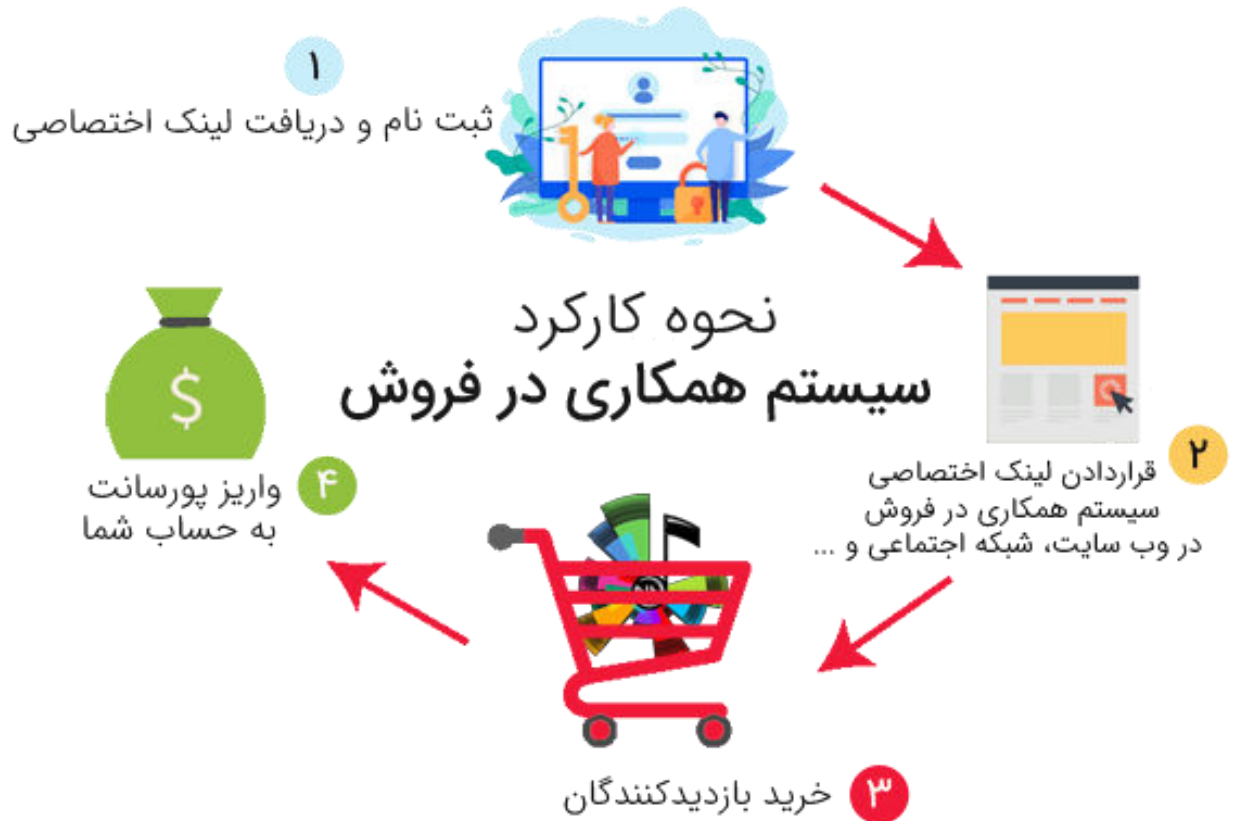 نحوه کارکرد
سیستم همکاری در فروش
۱
ثبت نام و دریافت لینک اختصاصی
۲
قراردادن لینک اختصاصی
سیستم همکاری در فروش
در وب سایت، شبکه اجتماعی و ...
۳
خرید بازدیدکنندگان
۴
واریز پورسانت
به حساب شما
$